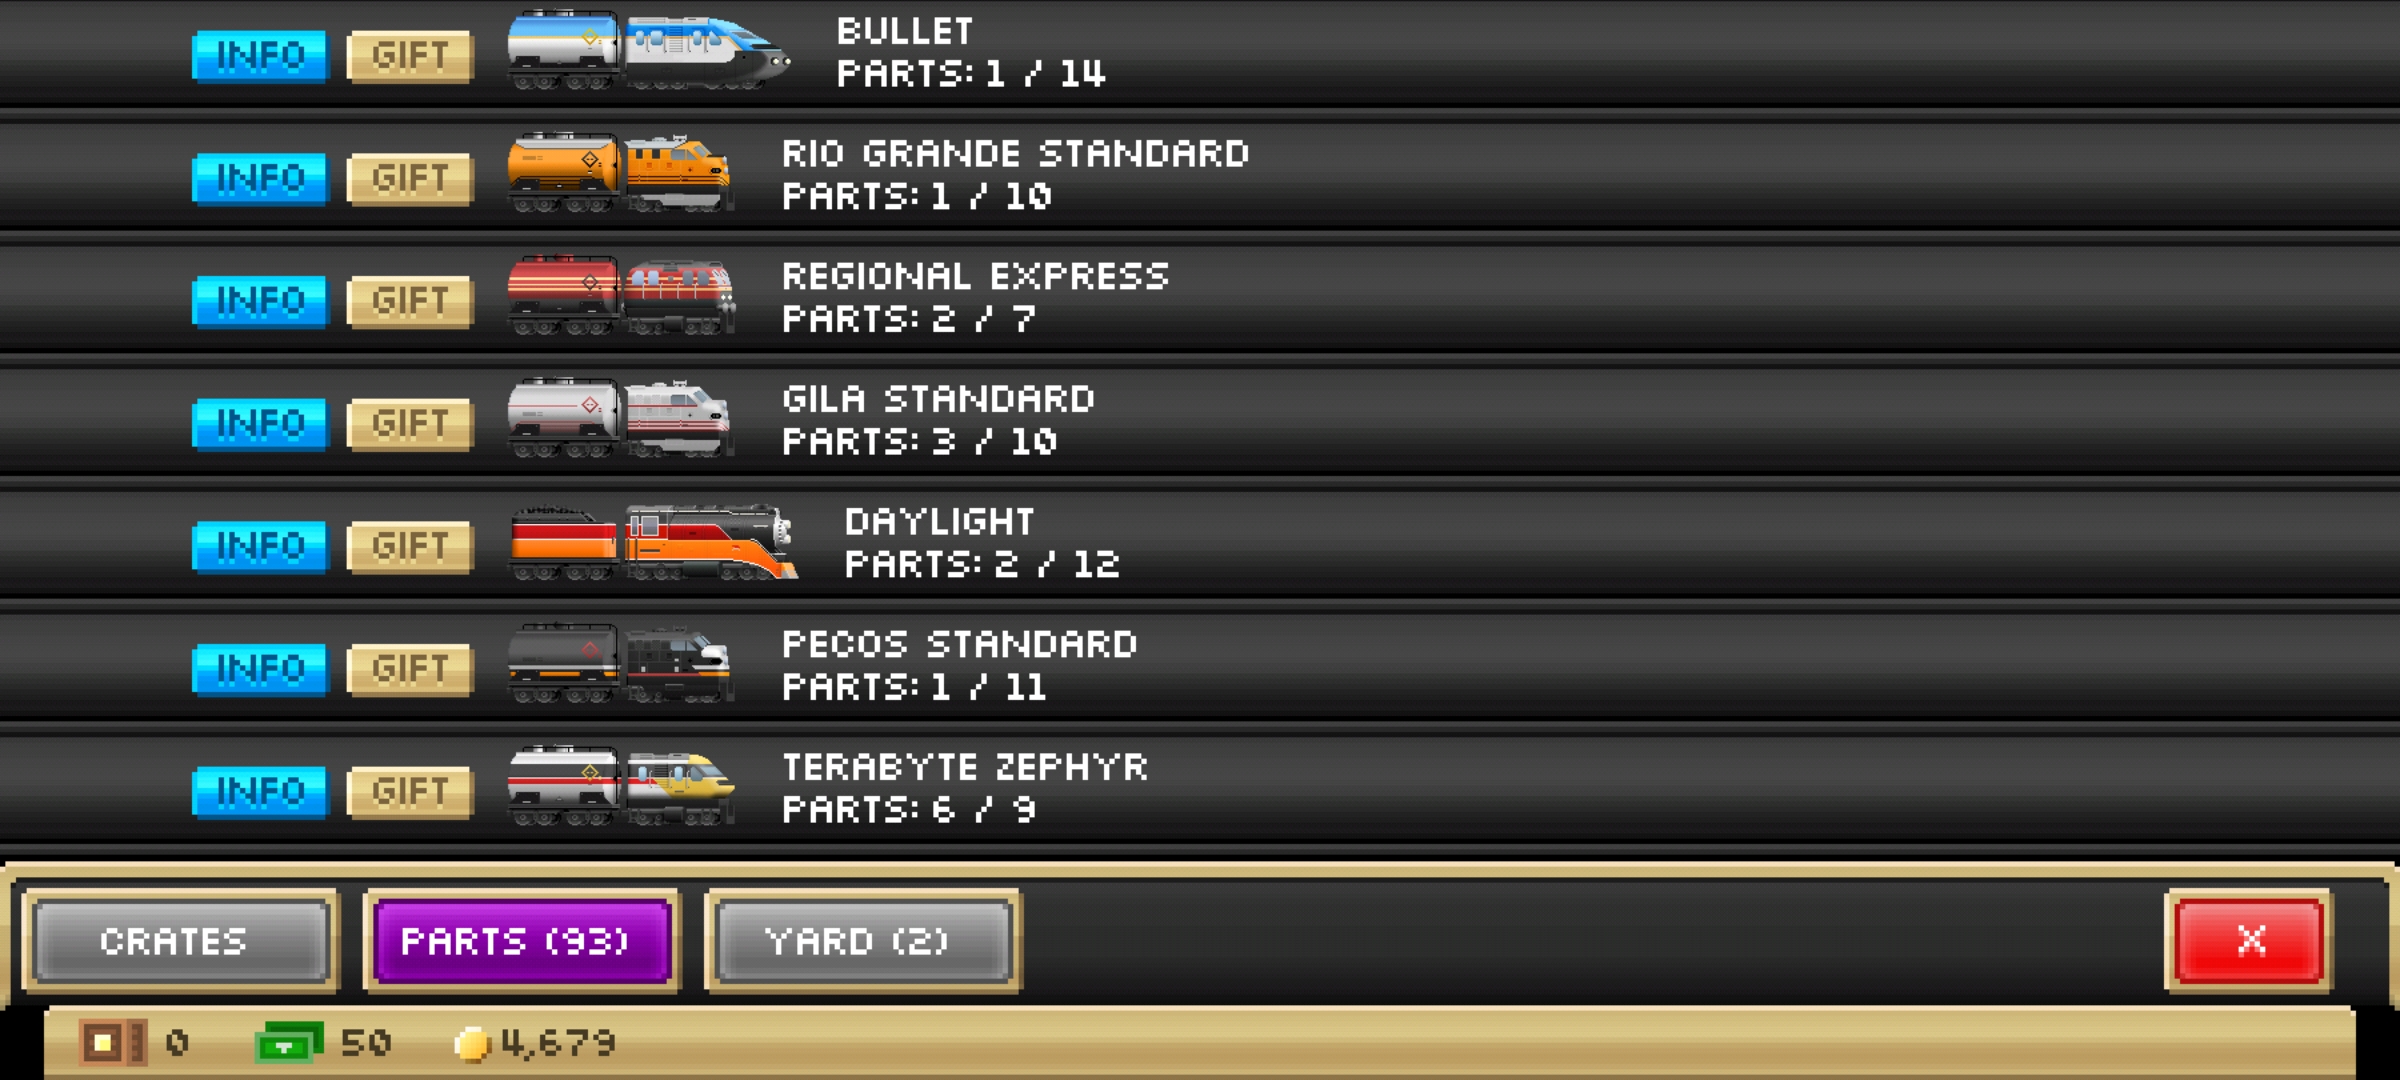 INFO GIFT BULLET
PARTS: 1 / 14
INFO GIFT RIO GRANDE STANDARD
PARTS: 1 / 10
INFO GIFT REGIONAL EXPRESS
PARTS: 2 / 7
INFO GIFT GILA STANDARD
PARTS: 3 / 10
INFO GIFT DAYLIGHT
PARTS: 2 / 12
INFO GIFT PECOS STANDARD
PARTS: 1 / 11
INFO GIFT TERABYTE ZEPHYR
PARTS: 6 / 9
CRATES PARTS (93) YARD (2) X
0 50 4,679